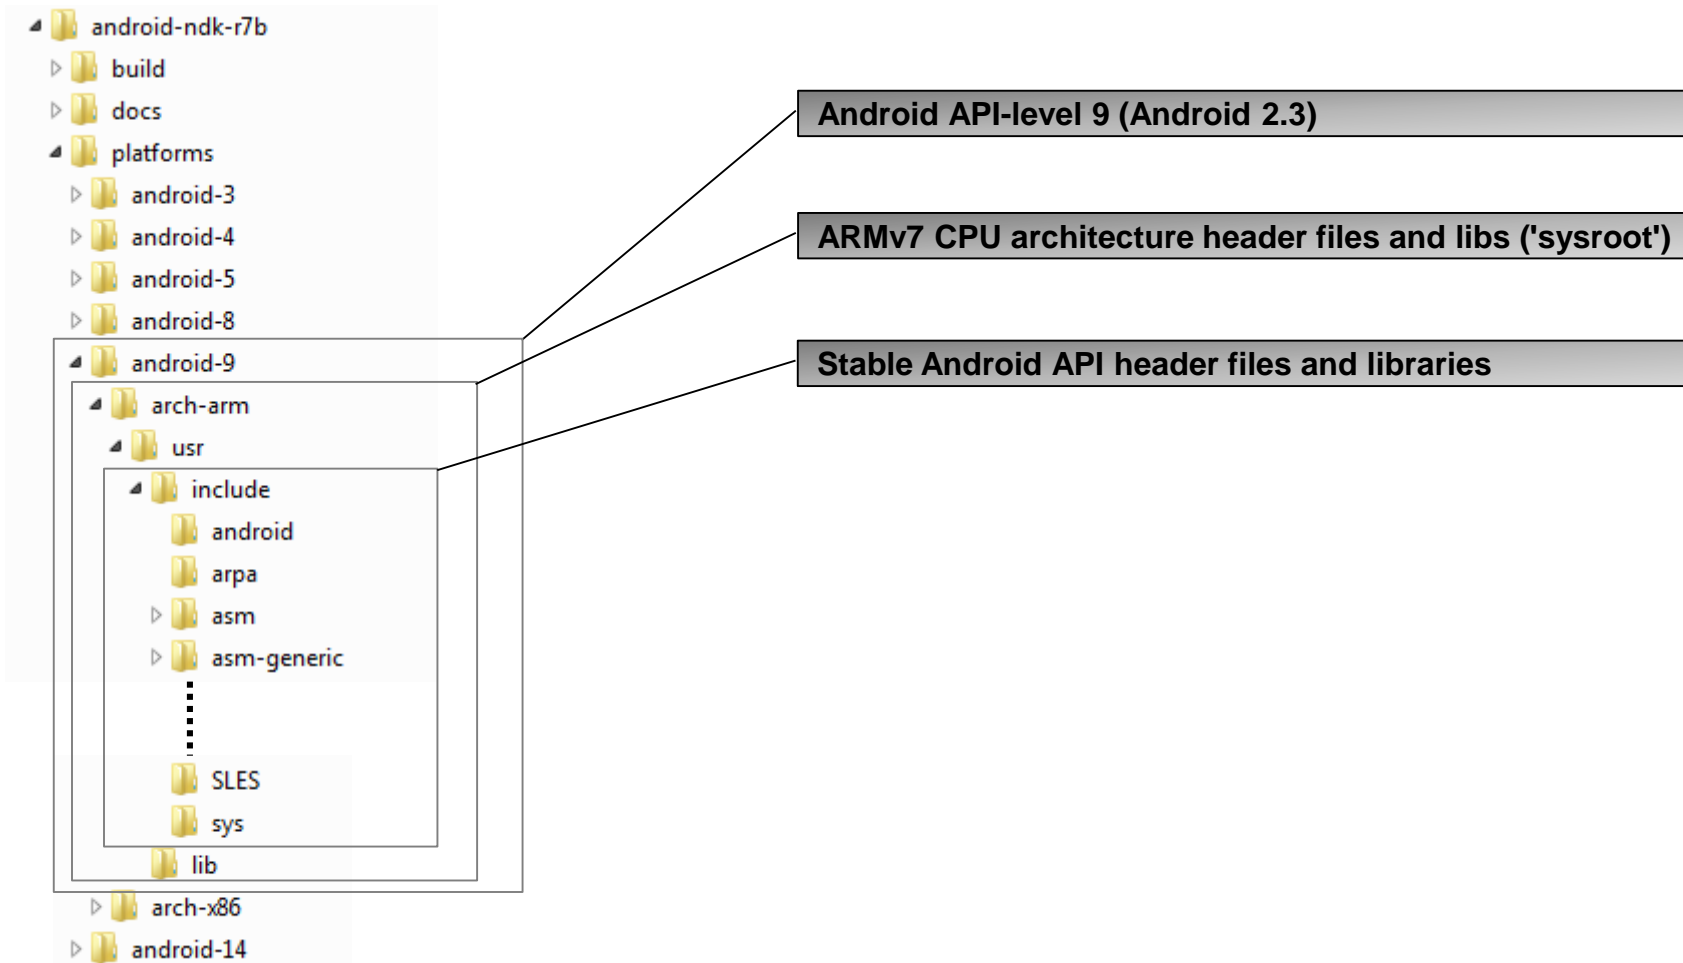 android-ndk-r7b
build
docs
platforms
android-3
android-4
android-5
android-8
android-9
arch-arm
usr
include
android
arpa
asm
asm-generic
SLES
sys
lib
arch-x86
android-14
Android API-level 9 (Android 2.3)
ARMv7 CPU architecture header files and libs ('sysroot')
Stable Android API header files and libraries